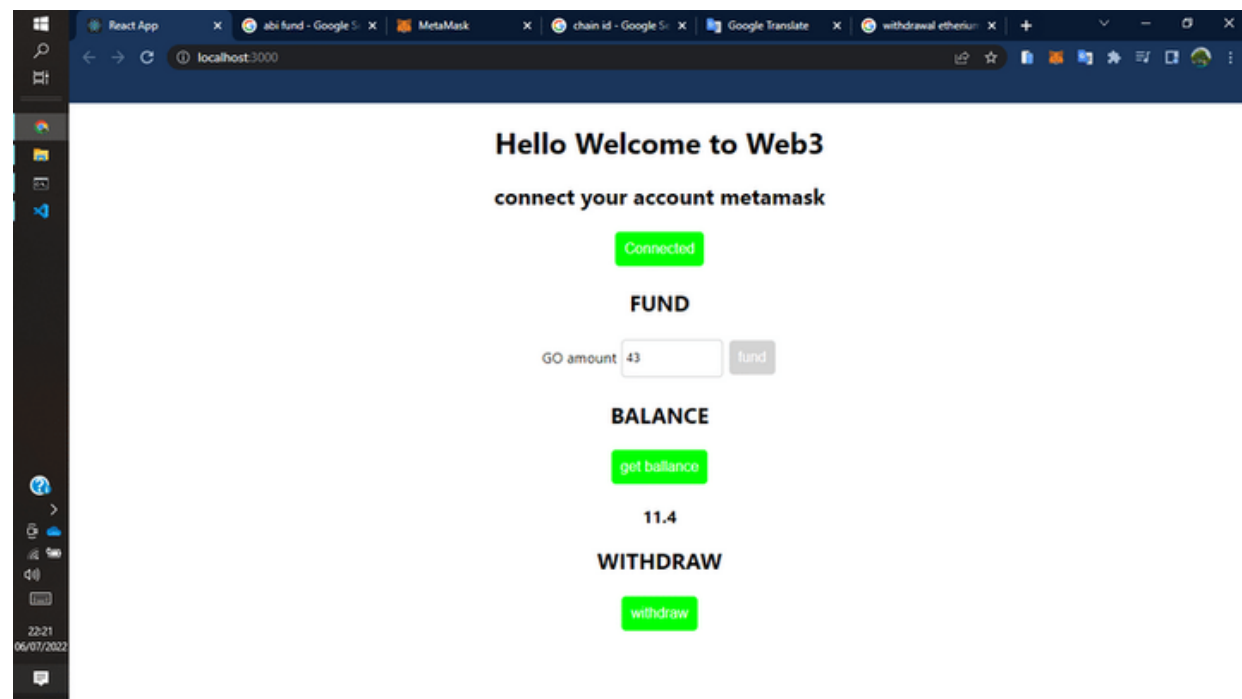 React App
abi fund - Google S
MetaMask
chain id - Google Se
Google Translate
withdrawal etheriun
localhost:3000
Hello Welcome to Web3
connect your account metamask
Connected
FUND
GO amount 43 fund
BALANCE
get ballance
11.4
WITHDRAW
withdraw
22:21
06/07/2022